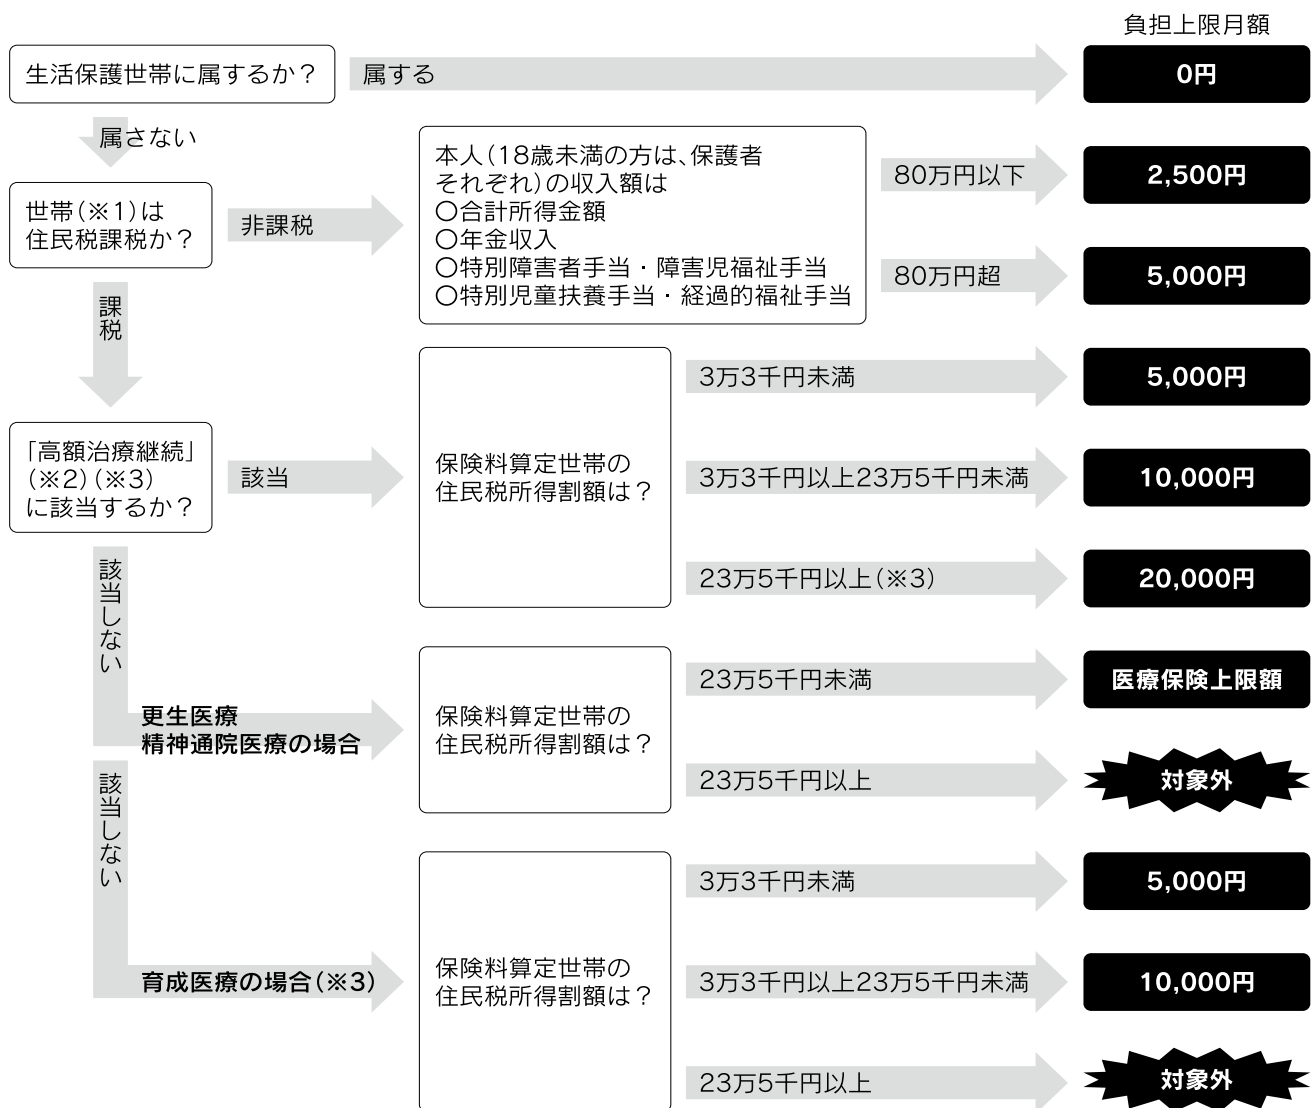 負担上限月額
生活保護世帯に属するか？
属する
0円
属さない
世帯（※1）は
住民税課税か？
非課税
本人（18歳未満の方は、保護者
それぞれ）の収入額は
○合計所得金額
○年金収入
○特別障害者手当・障害児福祉手当
○特別児童扶養手当・経過的福祉手当
80万円以下
2,500円
80万円超
5,000円
課税
「高額治療継続」
（※2）（※3）
に該当するか？
該当
保険料算定世帯の
住民税所得割額は？
3万3千円未満
5,000円
3万3千円以上23万5千円未満
10,000円
23万5千円以上（※3）
20,000円
該当しない
更生医療
精神通院医療の場合
保険料算定世帯の
住民税所得割額は？
23万5千円未満
医療保険上限額
23万5千円以上
対象外
該当しない
育成医療の場合（※3）
保険料算定世帯の
住民税所得割額は？
3万3千円未満
5,000円
3万3千円以上23万5千円未満
10,000円
23万5千円以上
対象外